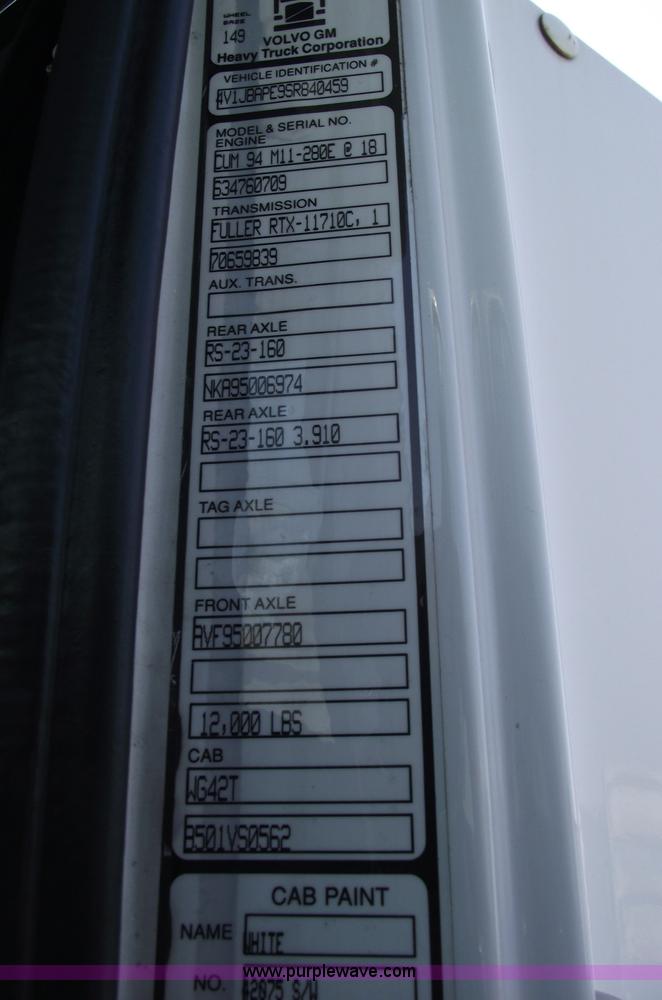 WHEEL
BASE
149
VOLVO GM
Heavy Truck Corporation
VEHICLE IDENTIFICATION #
4V1JBAPE9SR840459
MODEL & SERIAL NO.
ENGINE
CUM 94 M11-280E @ 18
634760709
TRANSMISSION
FULLER RTX-11710C, 1
70659839
AUX. TRANS.
REAR AXLE
RS-23-160
NKA95006974
REAR AXLE
RS-23-160 3.910
TAG AXLE
FRONT AXLE
AVF95007780
12,000 LBS
CAB
WG42T
B501VS0562
CAB PAINT
NAME WHITE
NO. 42075 S/W
www.purplewave.com